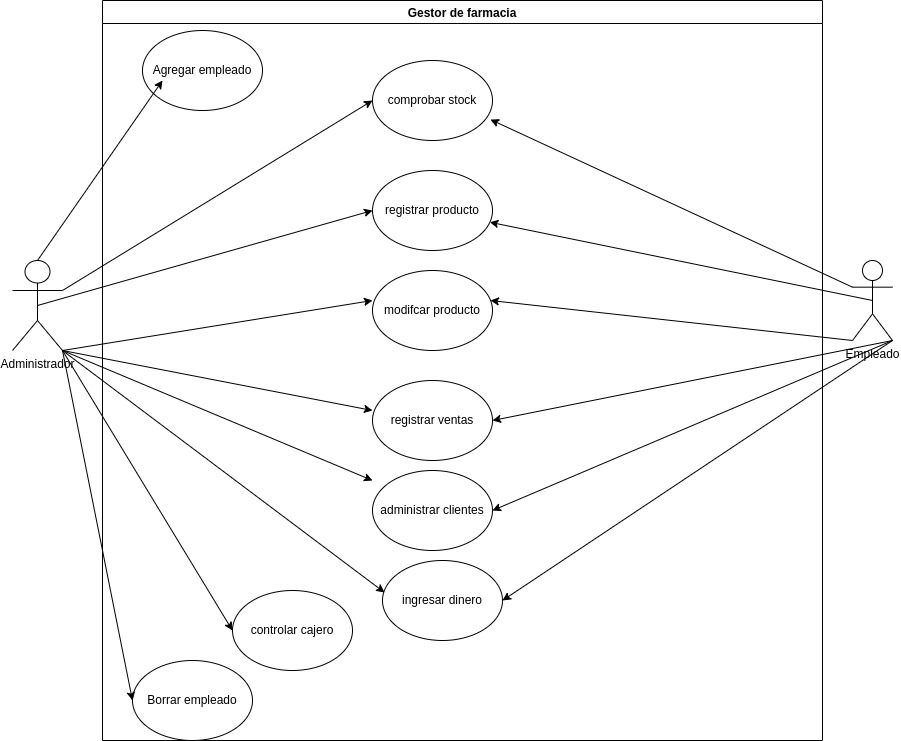 Gestor de farmacia
Agregar empleado
comprobar stock
registrar producto
modifcar producto
Administrador
Empleado
registrar ventas
administrar clientes
ingresar dinero
controlar cajero
Borrar empleado